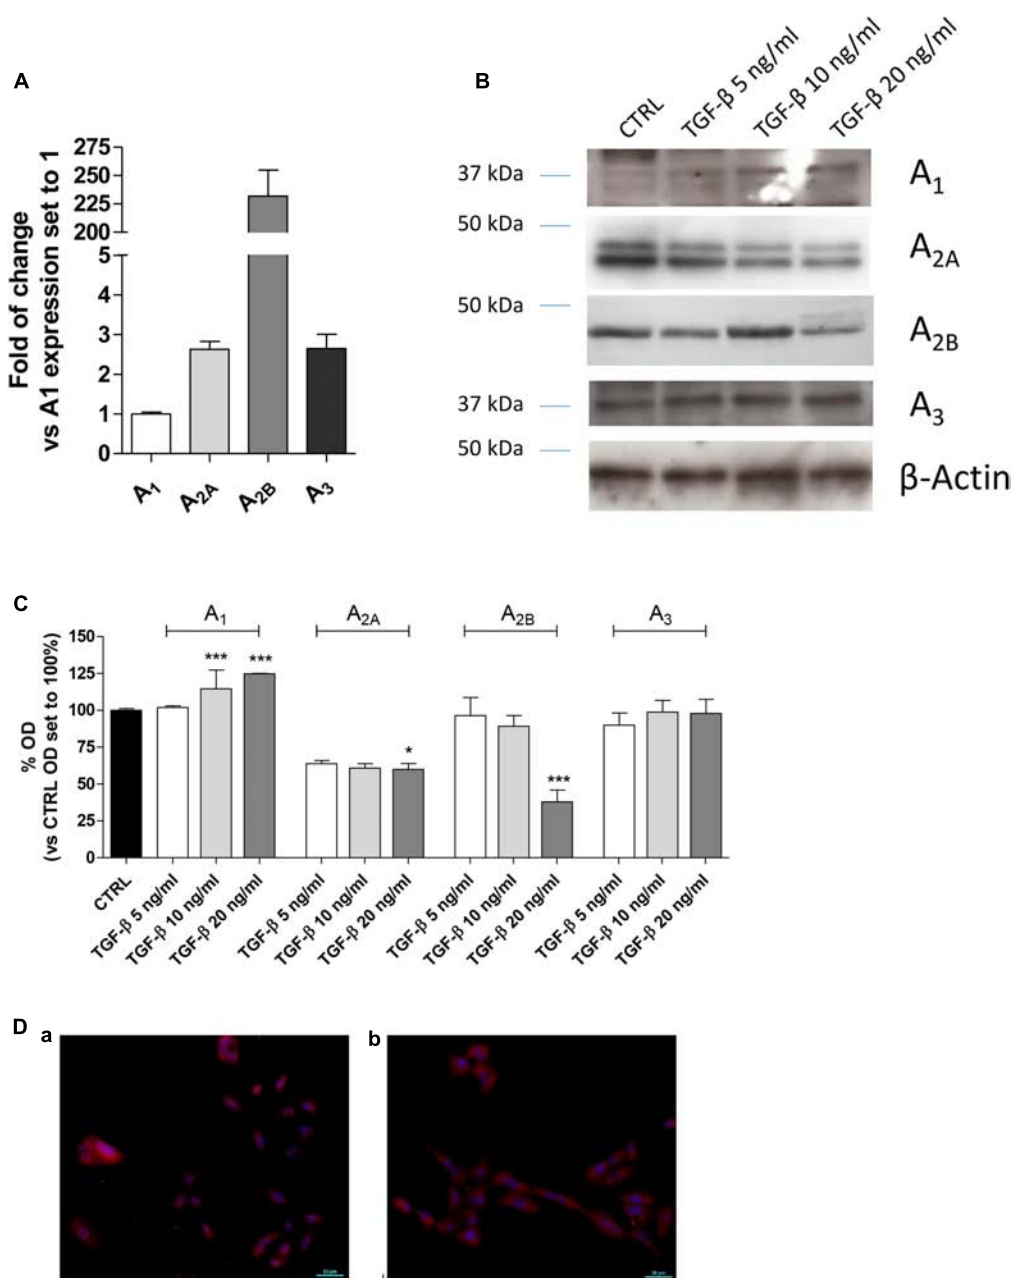 A
Fold of change
vs A1 expression set to 1
275
250
225
200
5
4
3
2
1
0
A1
A2A
A2B
A3
B
CTRL
TGF-β 5 ng/ml
TGF-β 10 ng/ml
TGF-β 20 ng/ml
37 kDa
A1
50 kDa
A2A
50 kDa
A2B
37 kDa
A3
50 kDa
β-Actin
C
% OD
(vs CTRL OD set to 100%)
150
125
100
75
50
25
0
A1
A2A
A2B
A3
***
***
*
***
CTRL
TGF-β 5 ng/ml
TGF-β 10 ng/ml
TGF-β 20 ng/ml
TGF-β 5 ng/ml
TGF-β 10 ng/ml
TGF-β 20 ng/ml
TGF-β 5 ng/ml
TGF-β 10 ng/ml
TGF-β 20 ng/ml
TGF-β 5 ng/ml
TGF-β 10 ng/ml
TGF-β 20 ng/ml
D
a
b